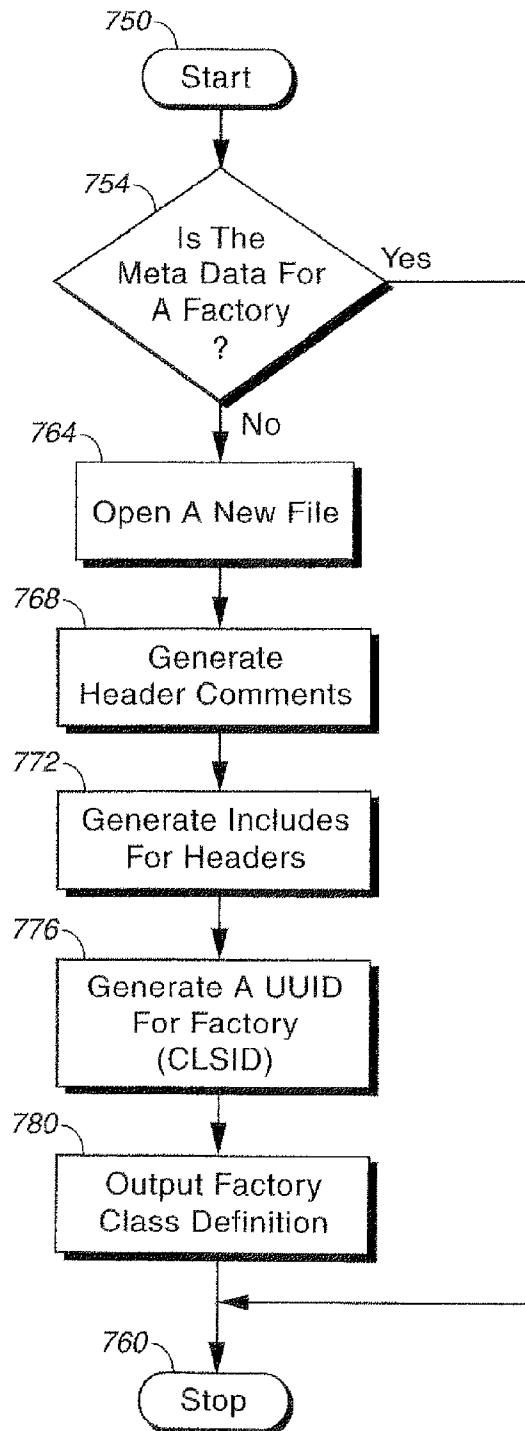 750
Start
754
Is The
Meta Data For
A Factory
?
Yes
No
764
Open A New File
768
Generate
Header Comments
772
Generate Includes
For Headers
776
Generate A UUID
For Factory
(CLSID)
780
Output Factory
Class Definition
760
Stop